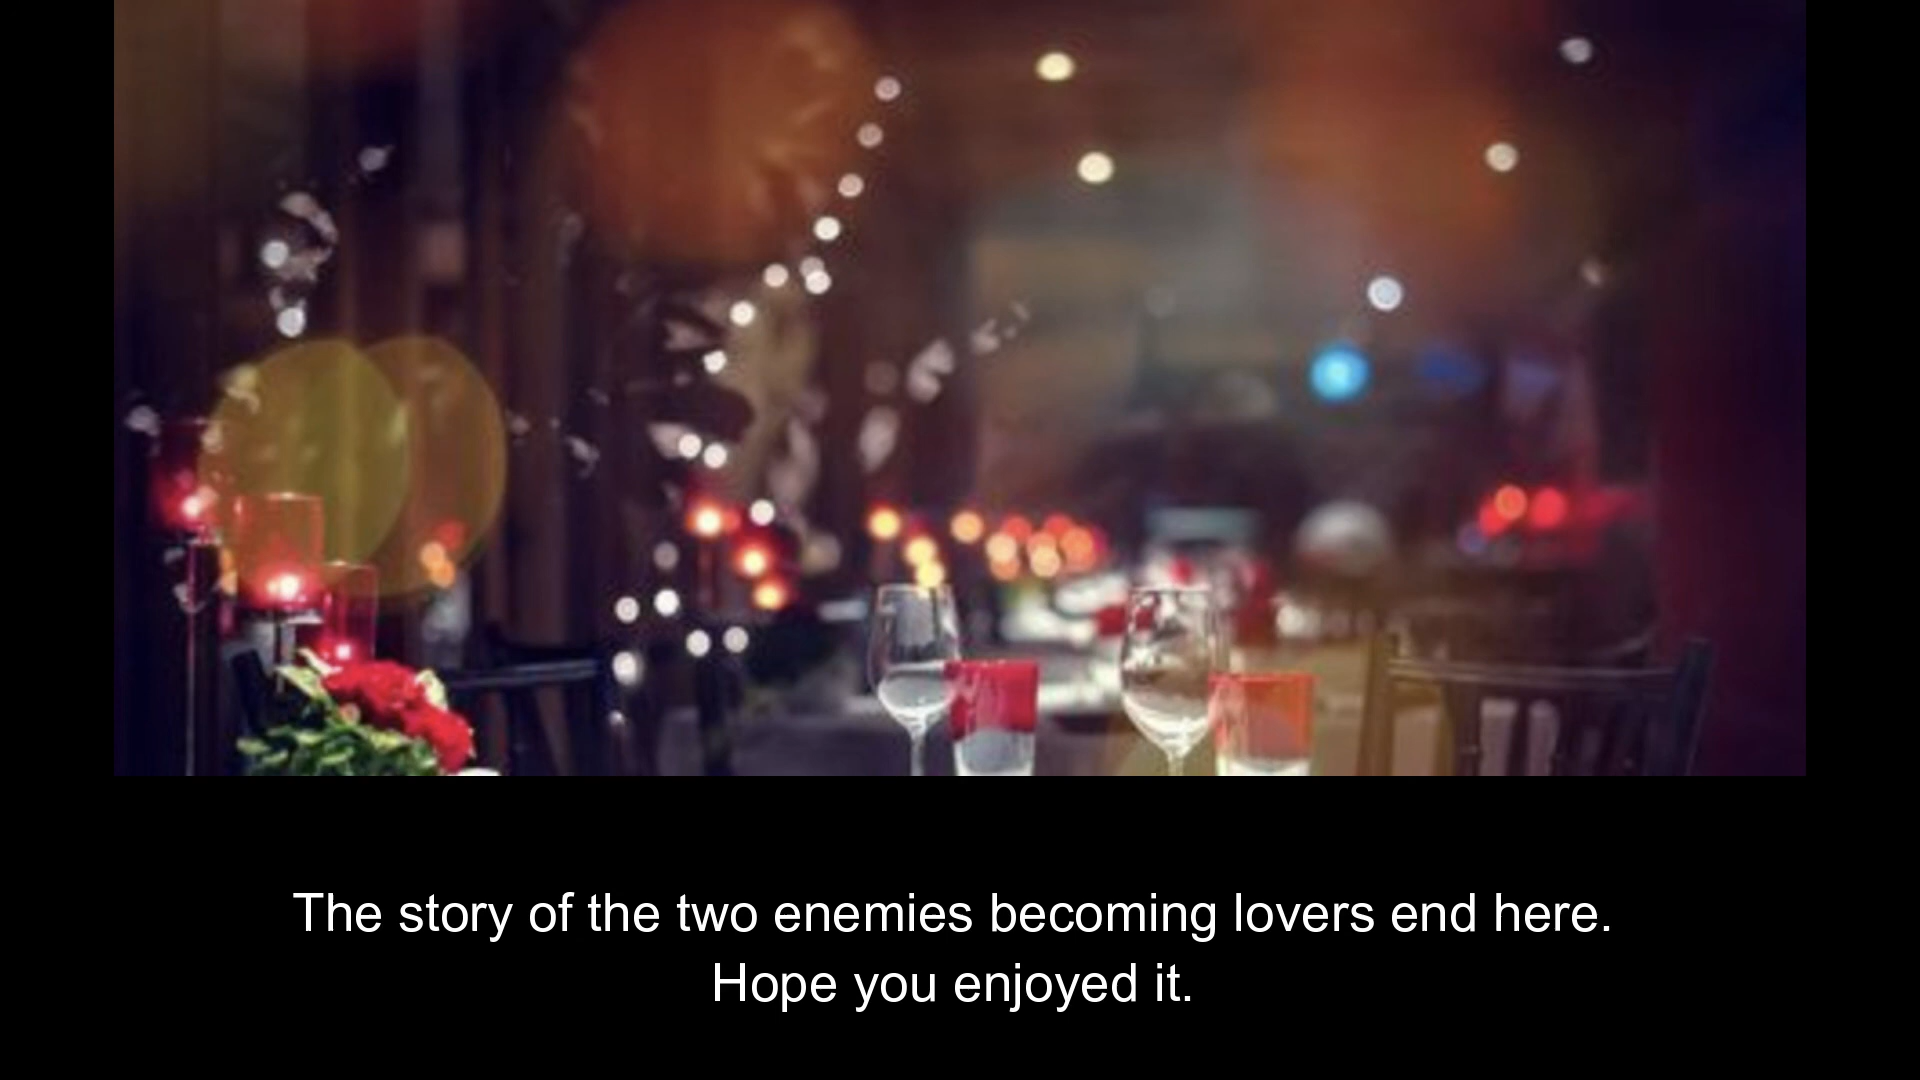 The story of the two enemies becoming lovers end here.
Hope you enjoyed it.